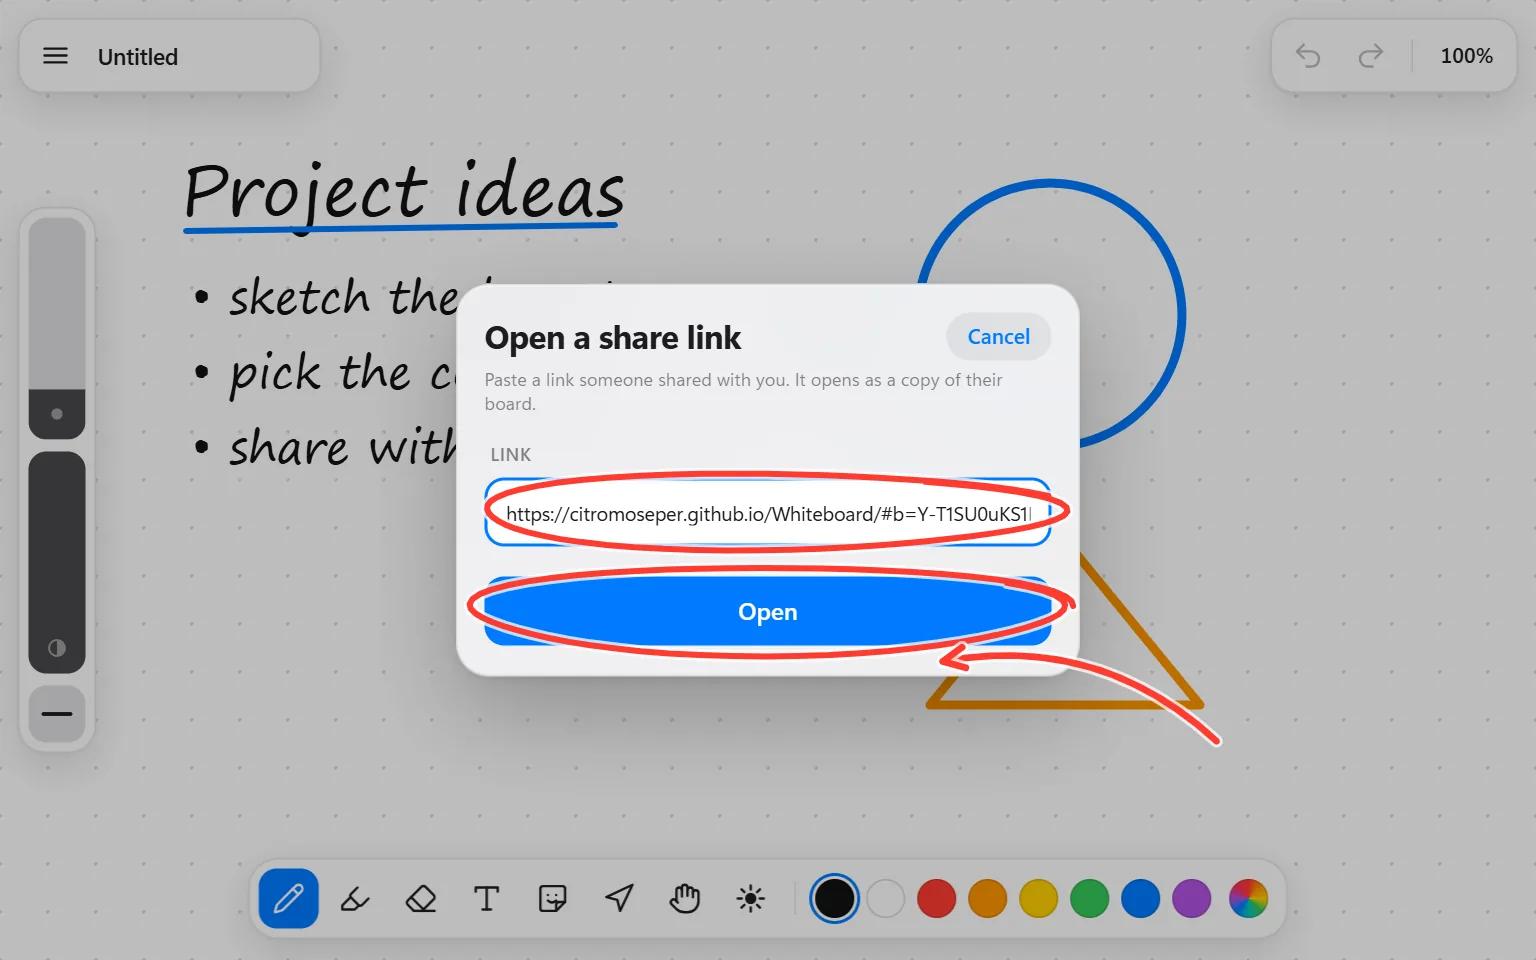 Untitled
100%
Project ideas
• sketch the
• pick the
• share with
Open a share link
Cancel
Paste a link someone shared with you. It opens as a copy of their
board.
LINK
https://citromoseper.github.io/Whiteboard/#b=Y-T1SU0uKS1
Open